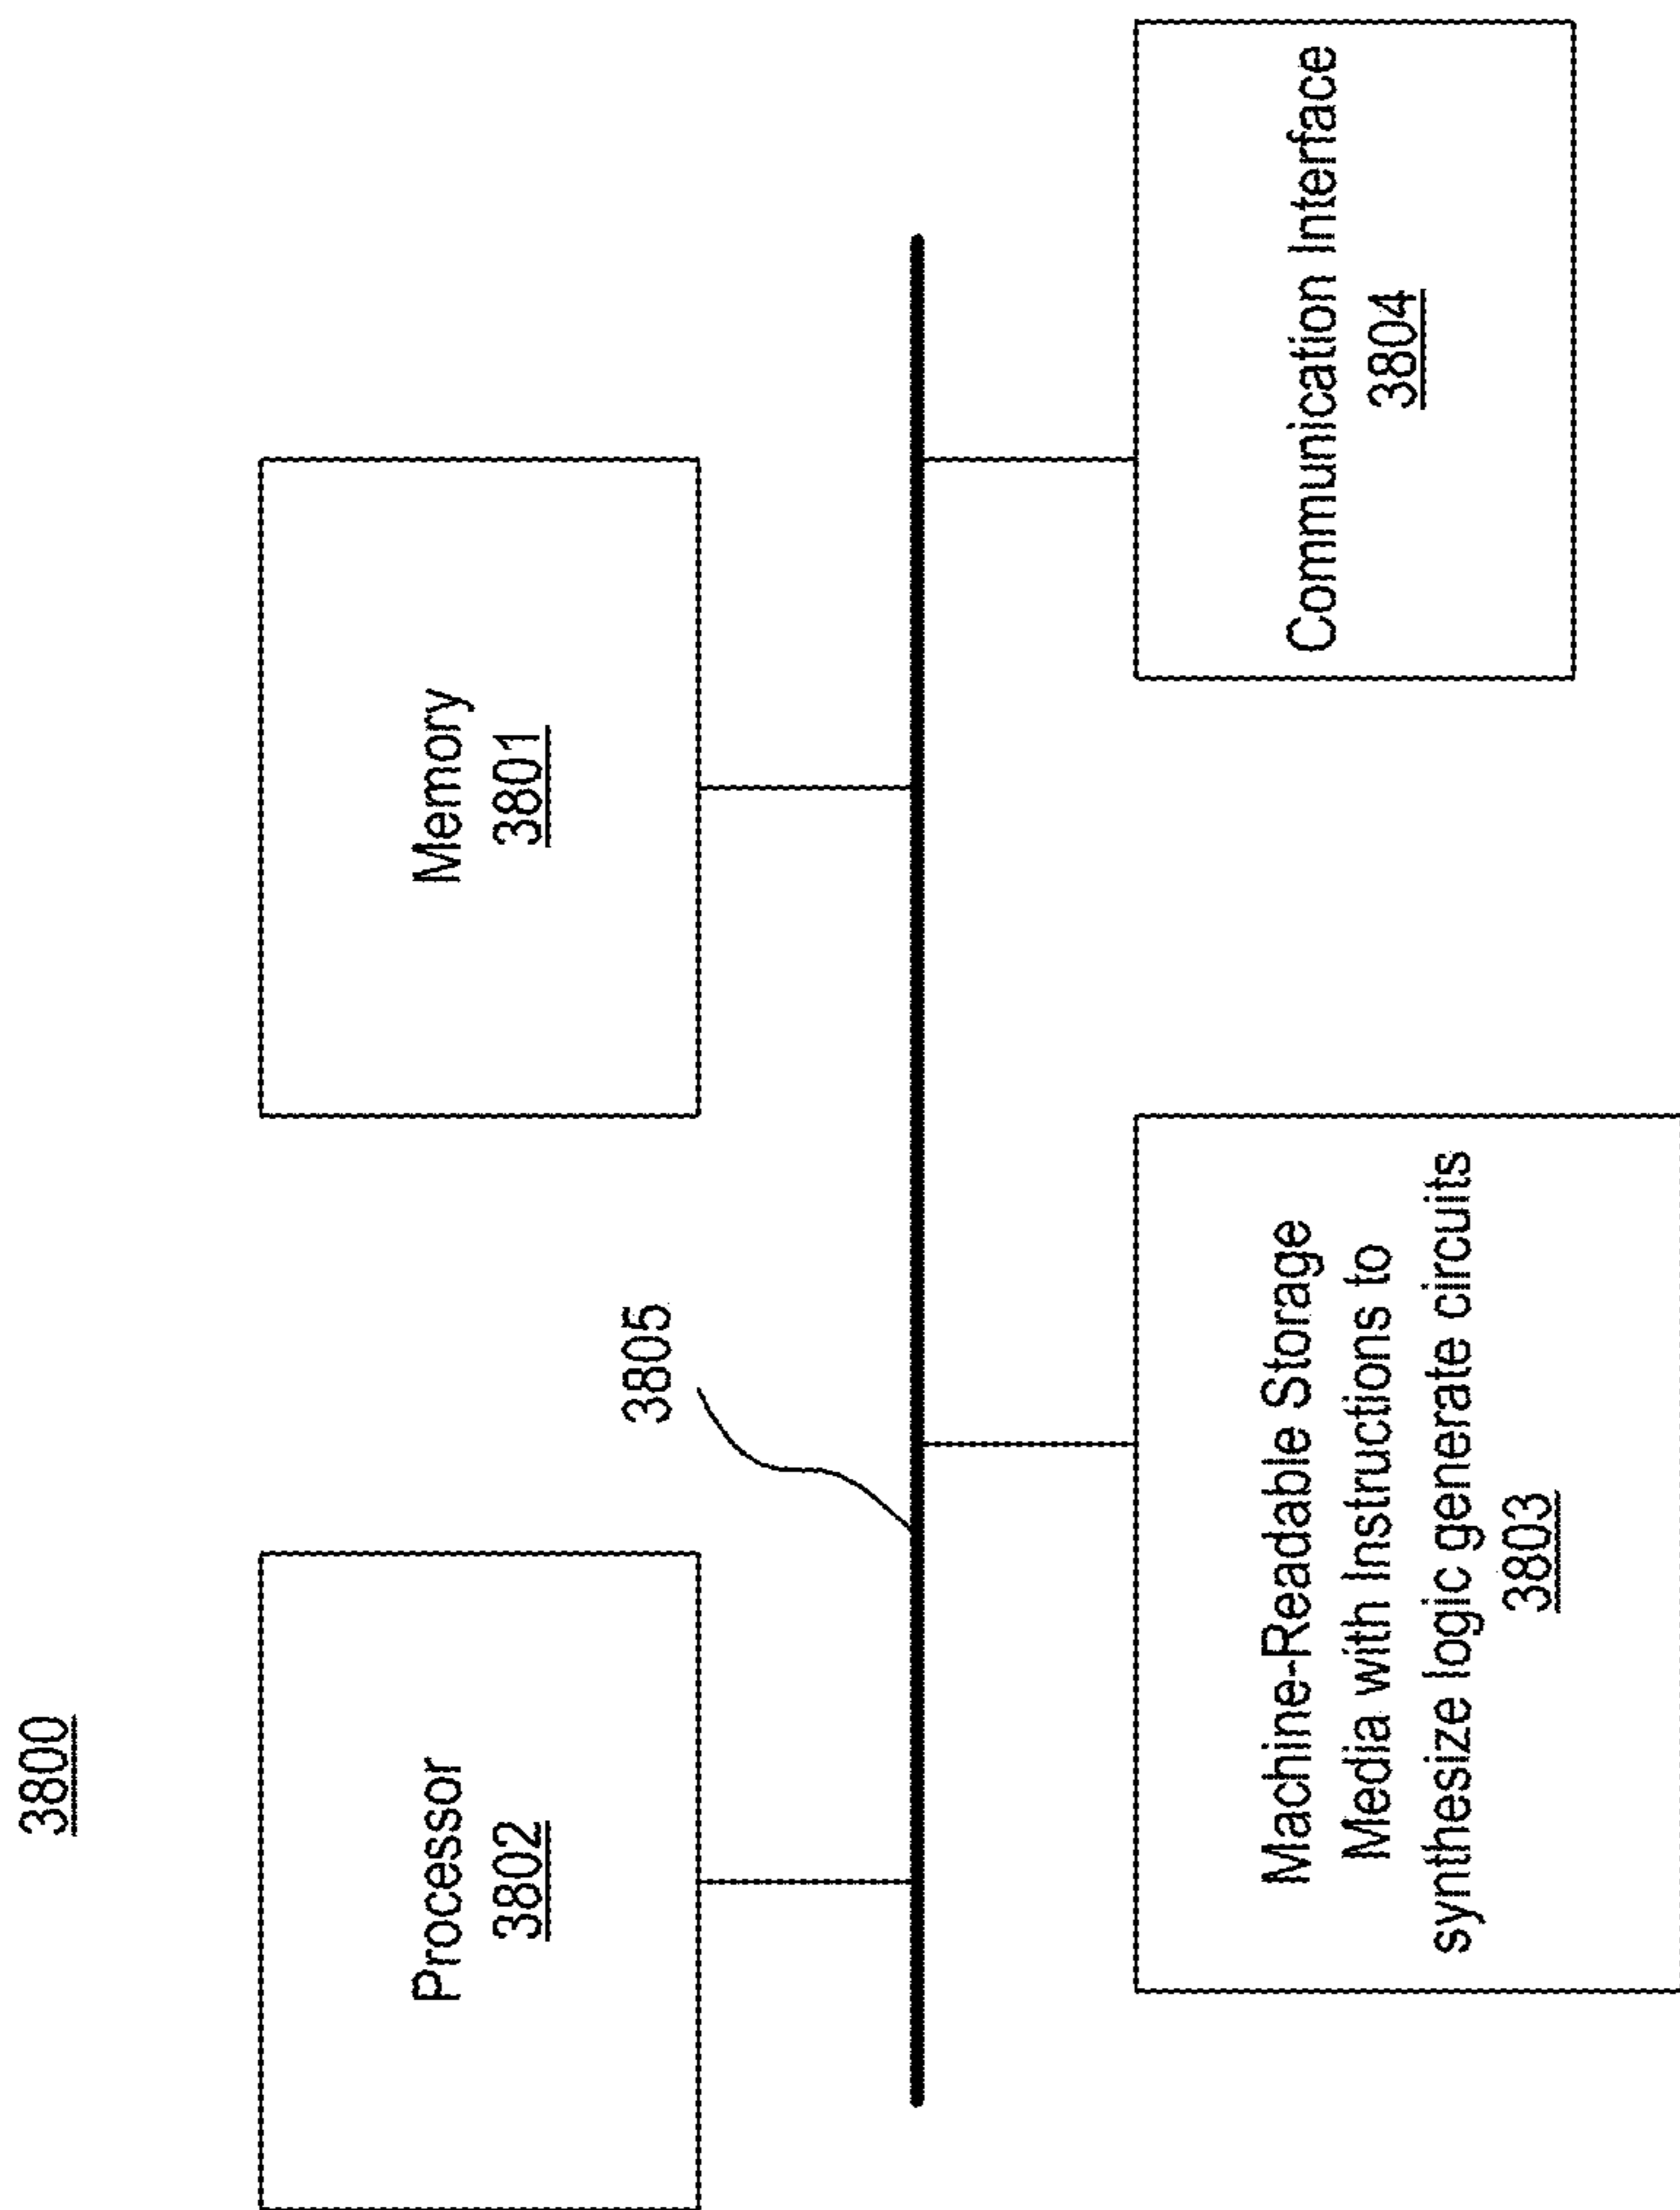 3800
Processor
3802
Memory
3801
3805
Machine-Readable Storage
Media with Instructions to
synthesize logic generate circuits
3803
Communication Interface
3804